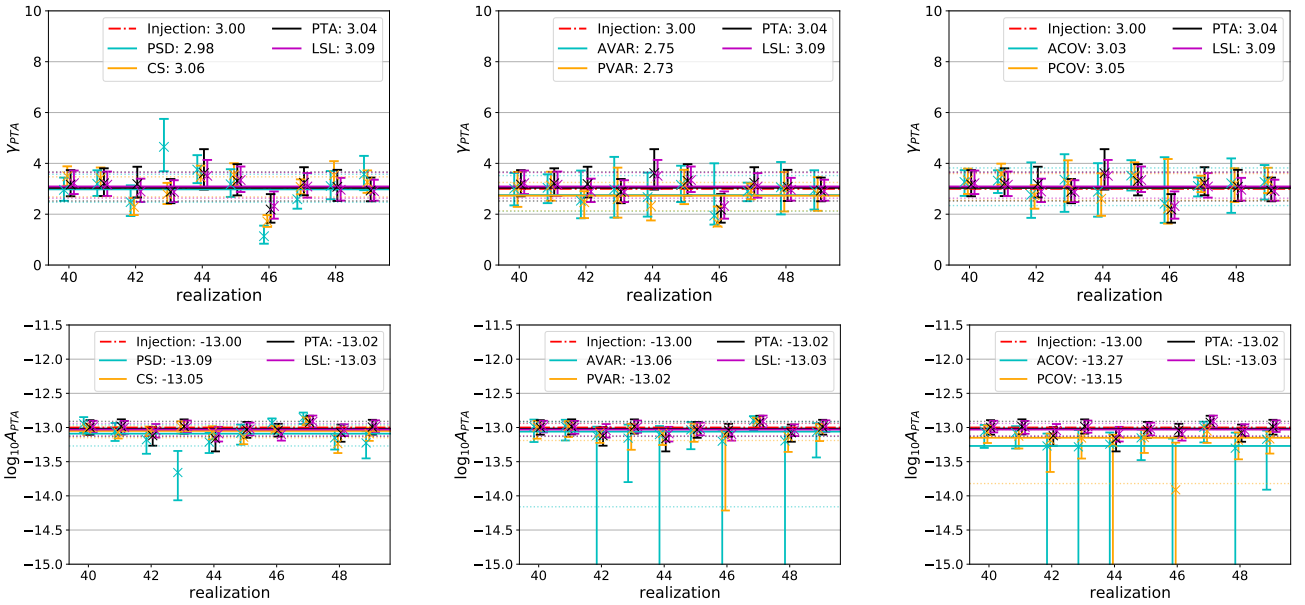 10
8
6
4
2
0
γPTA
Injection: 3.00
PSD: 2.98
CS: 3.06
PTA: 3.04
LSL: 3.09
40
42
44
46
48
realization
10
8
6
4
2
0
γPTA
Injection: 3.00
AVAR: 2.75
PVAR: 2.73
PTA: 3.04
LSL: 3.09
40
42
44
46
48
realization
10
8
6
4
2
0
γPTA
Injection: 3.00
ACOV: 3.03
PCOV: 3.05
PTA: 3.04
LSL: 3.09
40
42
44
46
48
realization
−11.5
−12.0
−12.5
−13.0
−13.5
−14.0
−14.5
−15.0
log10APTA
Injection: -13.00
PSD: -13.09
CS: -13.05
PTA: -13.02
LSL: -13.03
40
42
44
46
48
realization
−11.5
−12.0
−12.5
−13.0
−13.5
−14.0
−14.5
−15.0
log10APTA
Injection: -13.00
AVAR: -13.06
PVAR: -13.02
PTA: -13.02
LSL: -13.03
40
42
44
46
48
realization
−11.5
−12.0
−12.5
−13.0
−13.5
−14.0
−14.5
−15.0
log10APTA
Injection: -13.00
ACOV: -13.27
PCOV: -13.15
PTA: -13.02
LSL: -13.03
40
42
44
46
48
realization